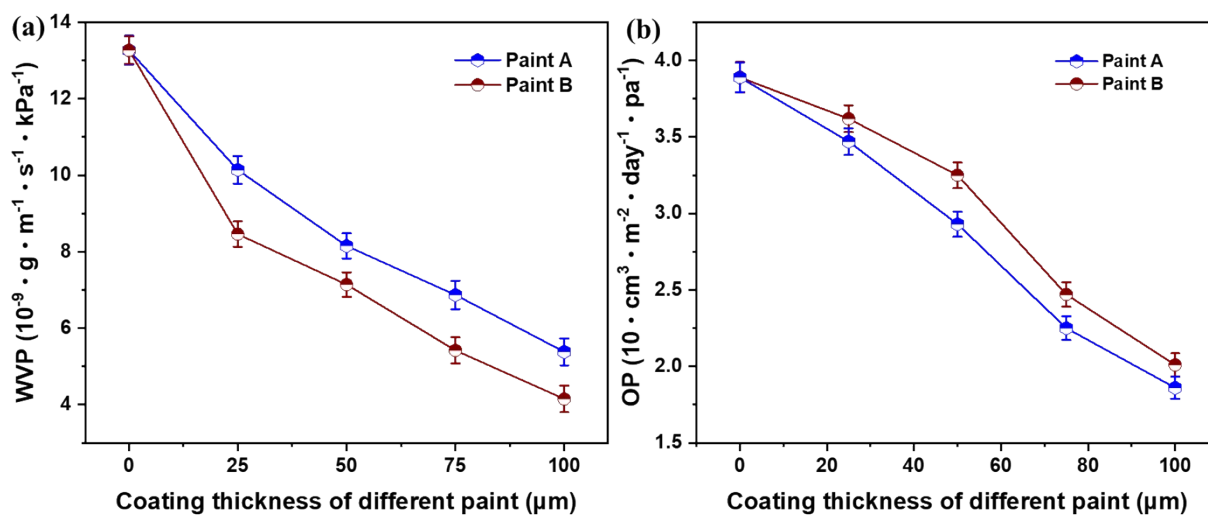 (a)
WVP (10⁻⁹ · g · m⁻¹ · s⁻¹ · kPa⁻¹)
14
12
10
8
6
4
Paint A
Paint B
0 25 50 75 100
Coating thickness of different paint (μm)
(b)
OP (10 · cm³ · m⁻² · day⁻¹ · pa⁻¹)
4.0
3.5
3.0
2.5
2.0
1.5
Paint A
Paint B
0 20 40 60 80 100
Coating thickness of different paint (μm)